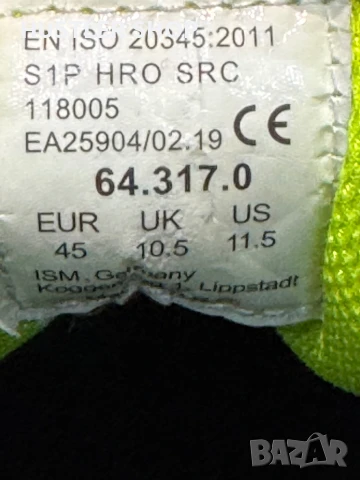 EN ISO 20345:2011
S1P HRO SRC
118005
EA25904/02.19 CE
64.317.0
EUR UK US
45 10.5 11.5
ISM, Germany
1, Lippstadt
BAZAR